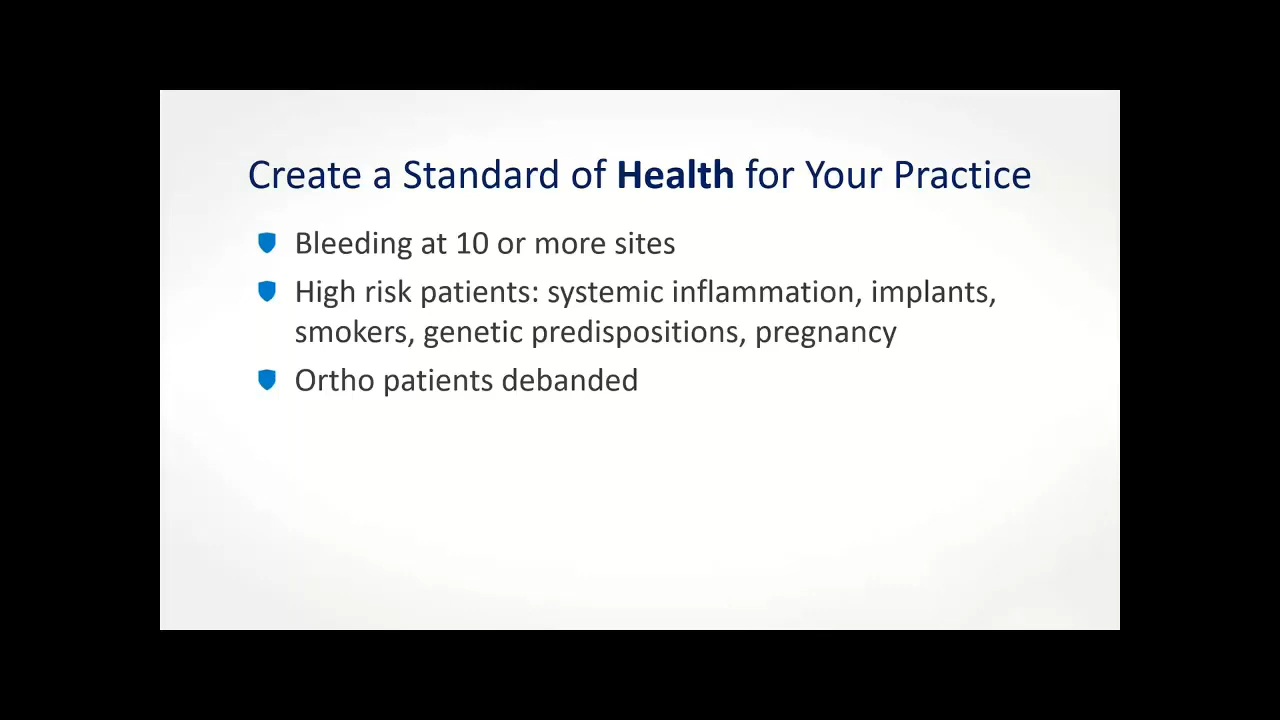 Create a Standard of Health for Your Practice
Bleeding at 10 or more sites
High risk patients: systemic inflammation, implants,
smokers, genetic predispositions, pregnancy
Ortho patients debanded